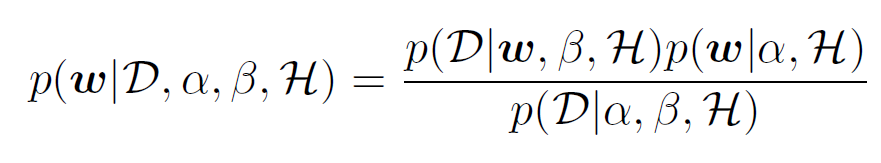 p(w|𝒟, α, β, ℋ) = p(𝒟|w, β, ℋ)p(w|α, ℋ) / p(𝒟|α, β, ℋ)